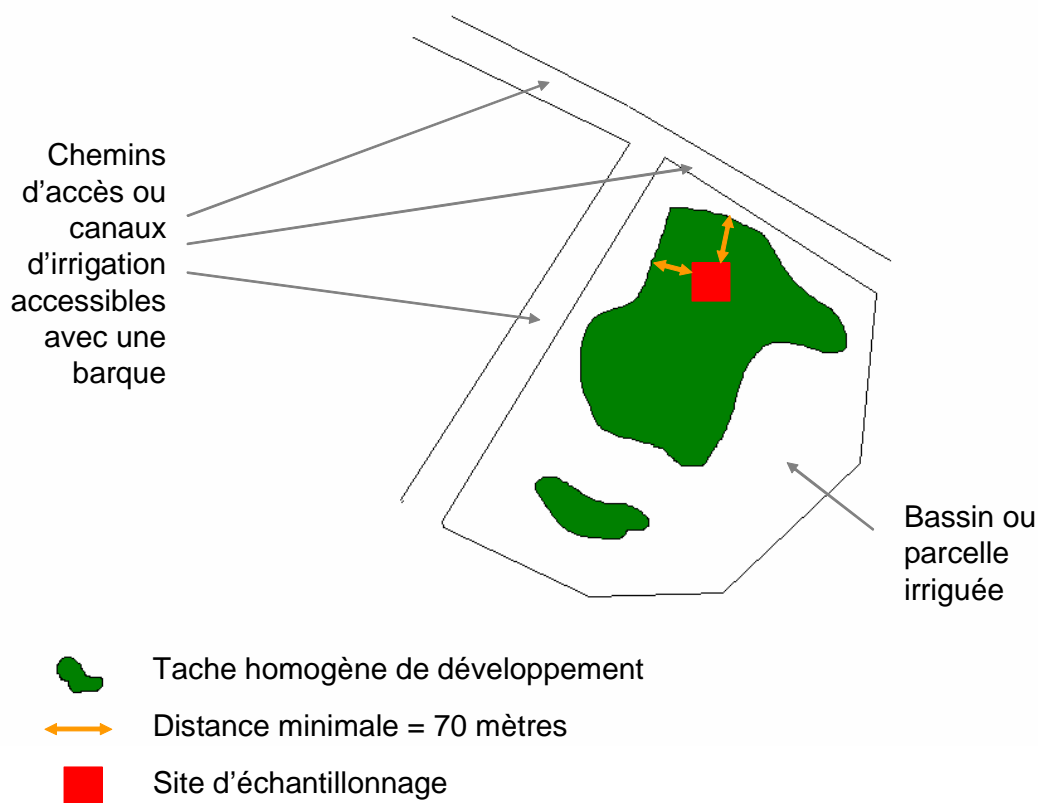 Chemins
d'accès ou
canaux
d'irrigation
accessibles
avec une
barque
Bassin ou
parcelle
irriguée
Tache homogène de développement
Distance minimale = 70 mètres
Site d'échantillonnage